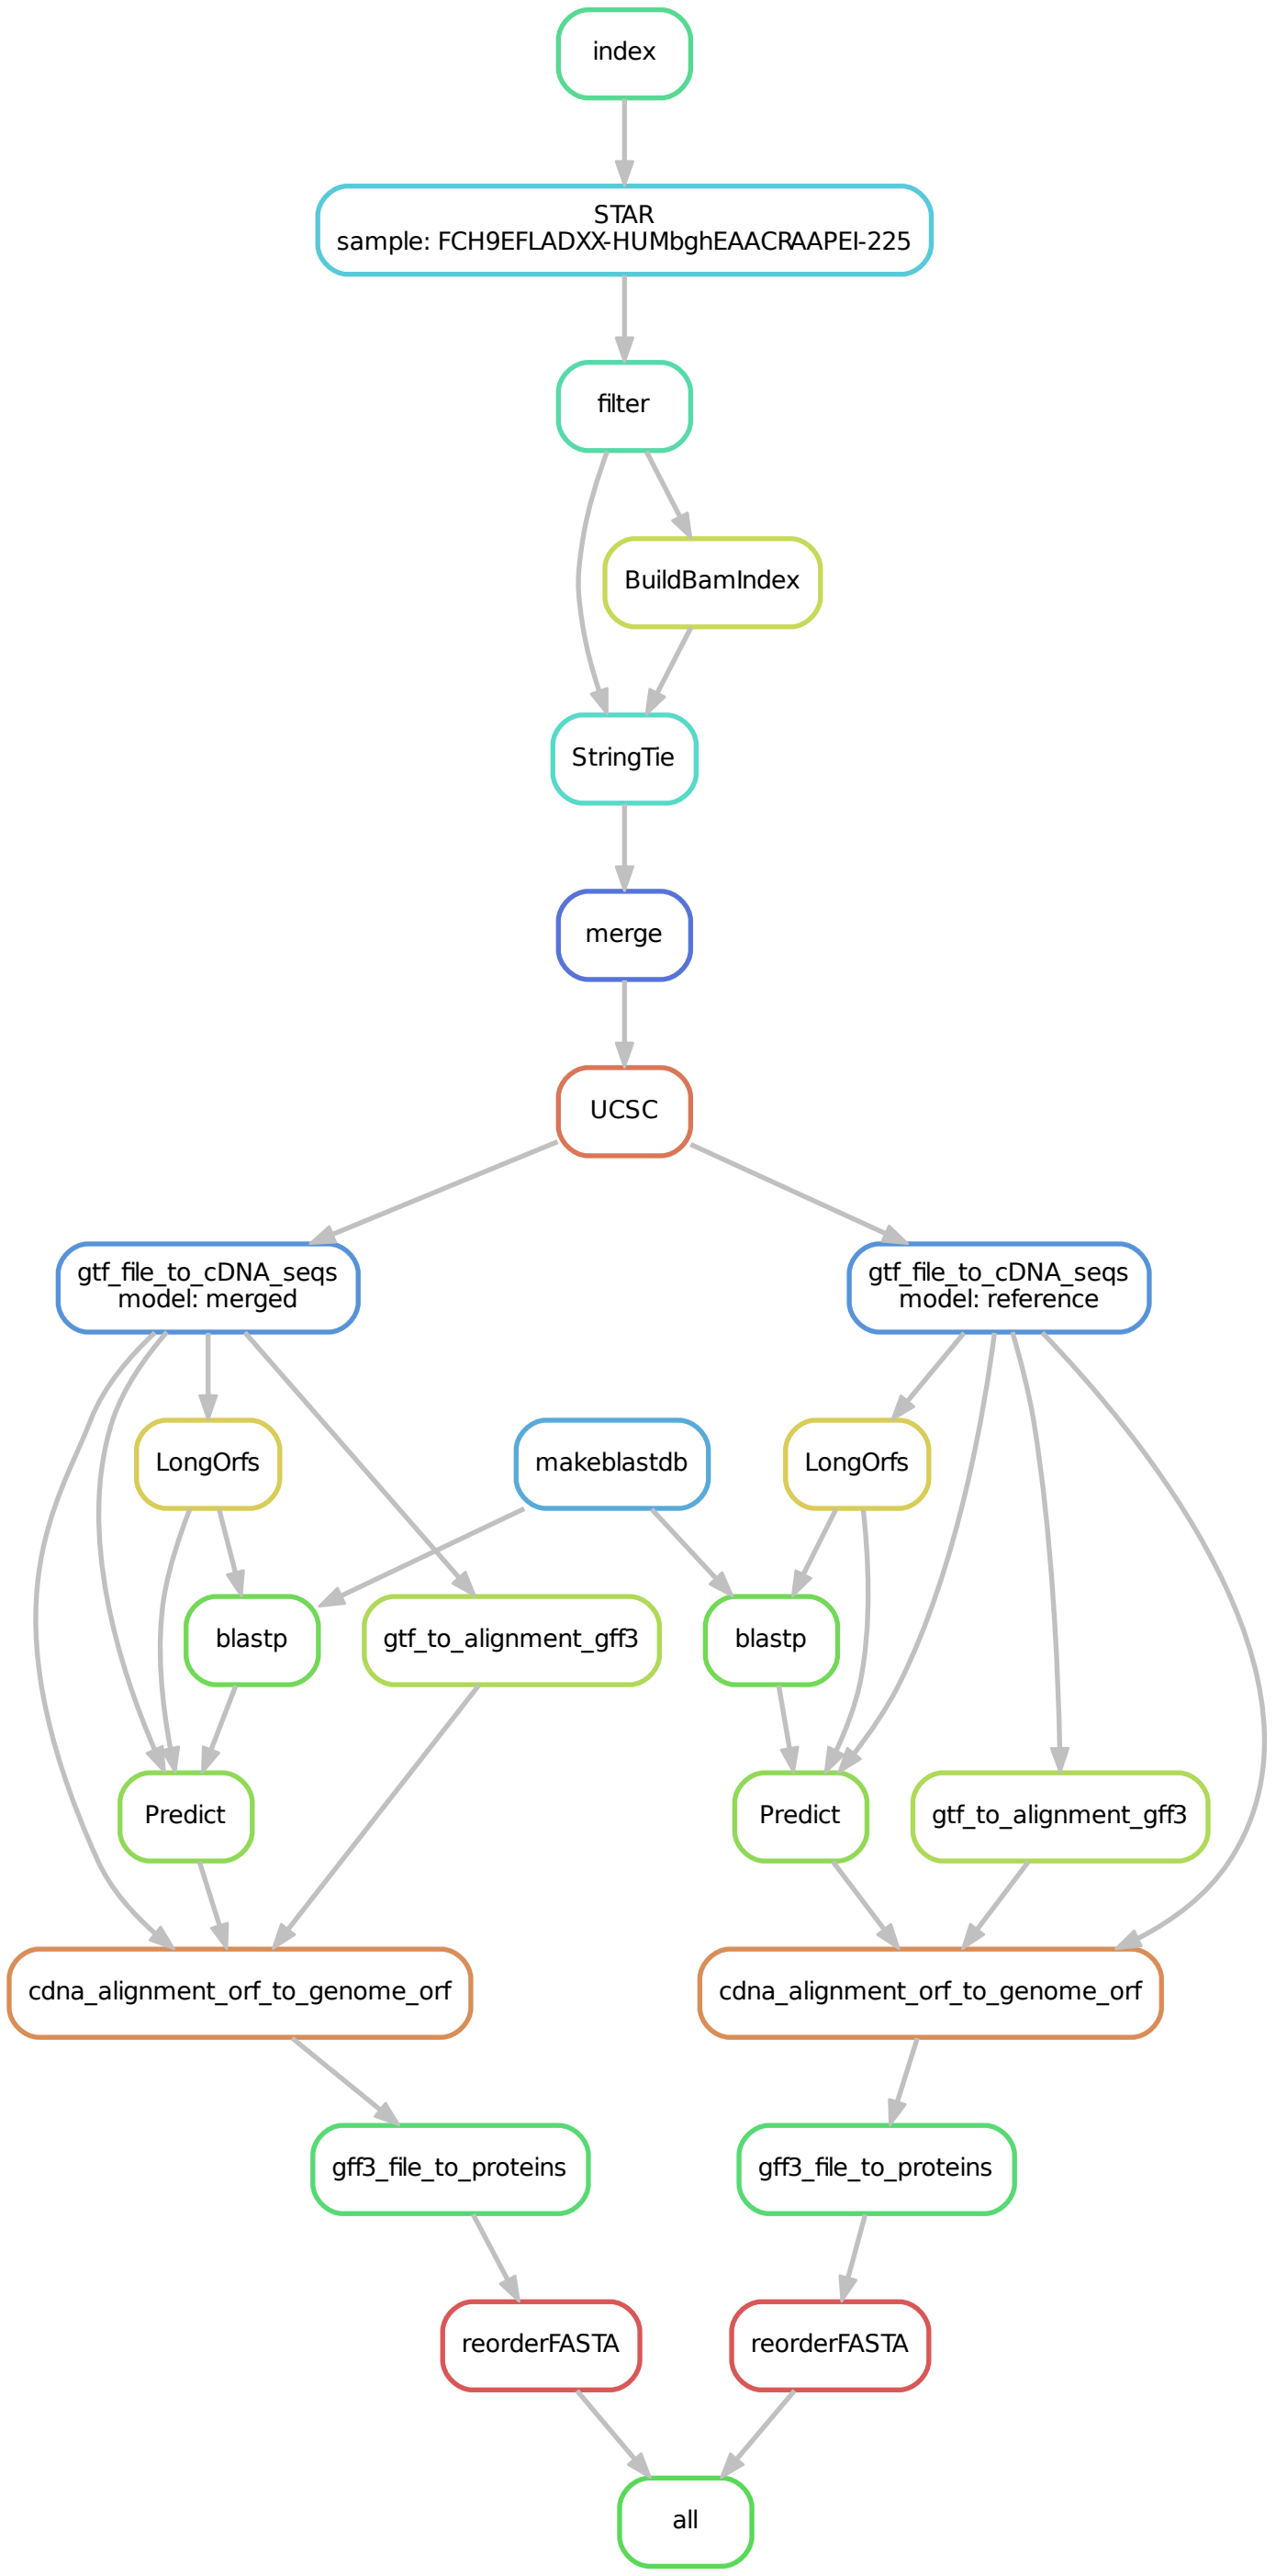 index
STAR
sample: FCH9EFLADXX-HUMbghEAACRAAPEI-225
filter
BuildBamIndex
StringTie
merge
UCSC
gtf_file_to_cDNA_seqs
model: merged
gtf_file_to_cDNA_seqs
model: reference
LongOrfs
makeblastdb
LongOrfs
blastp
gtf_to_alignment_gff3
blastp
Predict
Predict
gtf_to_alignment_gff3
cdna_alignment_orf_to_genome_orf
cdna_alignment_orf_to_genome_orf
gff3_file_to_proteins
gff3_file_to_proteins
reorderFASTA
reorderFASTA
all